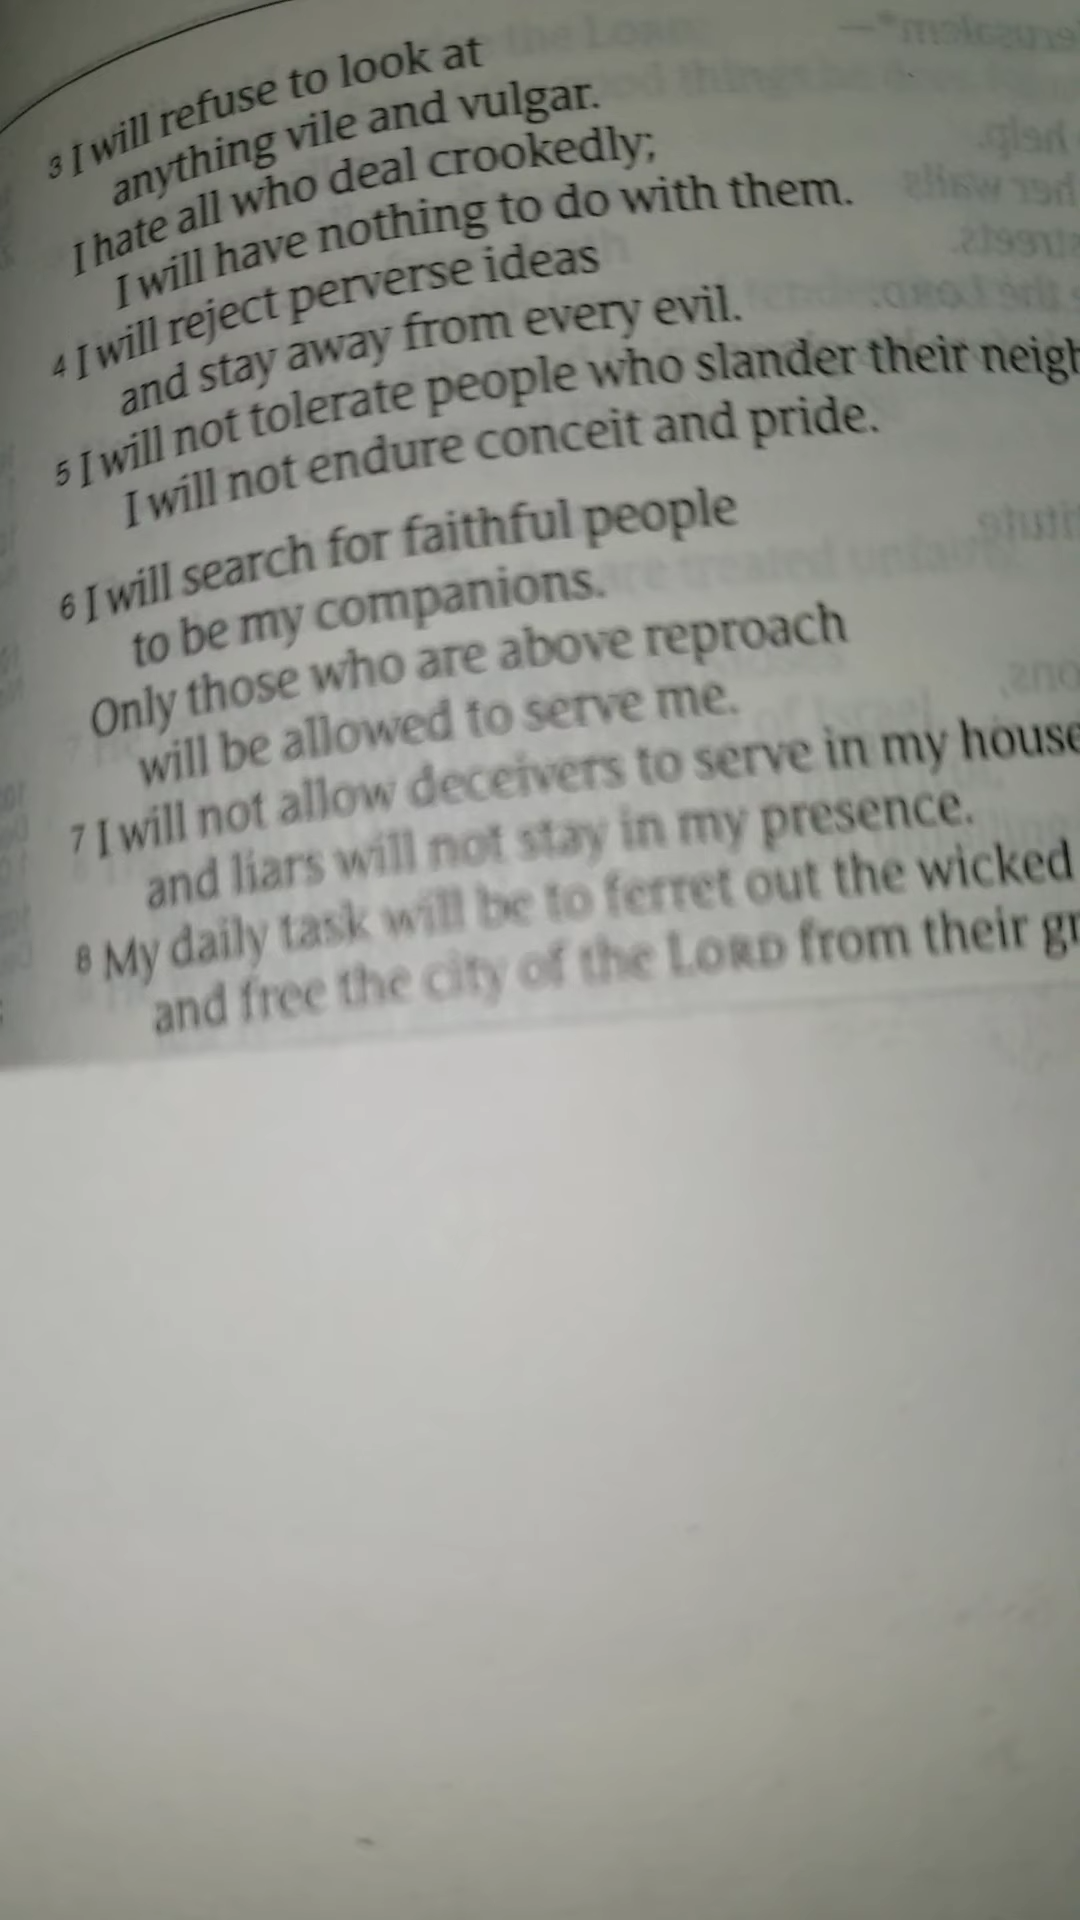 3 I will refuse to look at
anything vile and vulgar.
I hate all who deal crookedly;
I will have nothing to do with them.
4 I will reject perverse ideas
and stay away from every evil.
5 I will not tolerate people who slander their neigh
I will not endure conceit and pride.
6 I will search for faithful people
to be my companions.
Only those who are above reproach
will be allowed to serve me.
7 I will not allow deceivers to serve in my house
and liars will not stay in my presence.
8 My daily task will be to ferret out the wicked
and free the city of the LORD from their gr